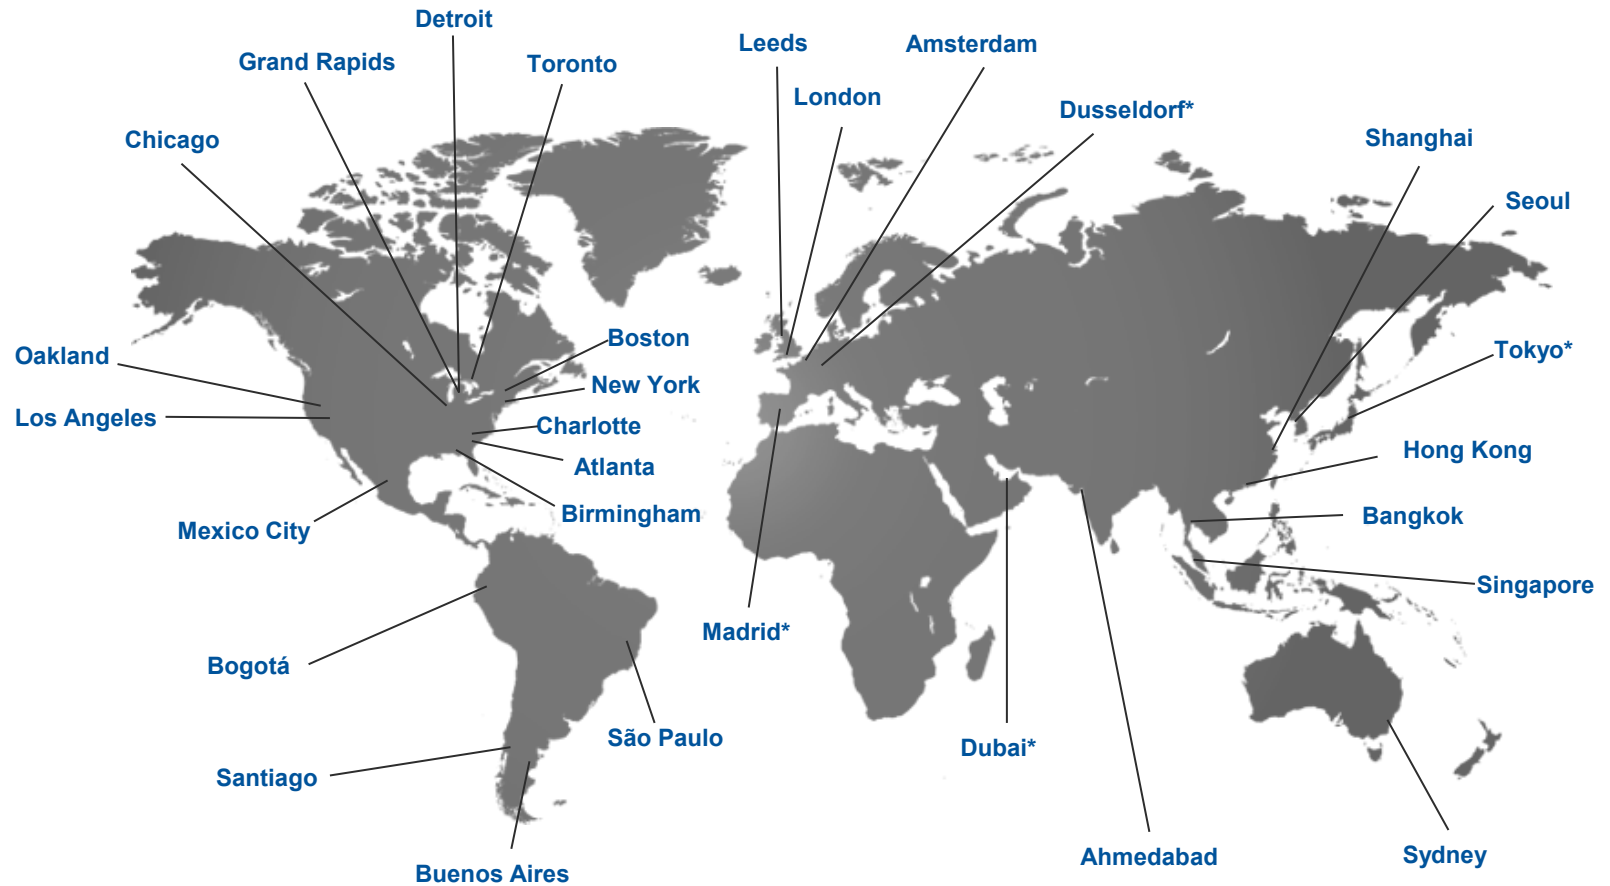 Detroit
Leeds
Amsterdam
Grand Rapids
Toronto
London
Dusseldorf*
Chicago
Shanghai
Seoul
Boston
Oakland
Tokyo*
New York
Los Angeles
Charlotte
Hong Kong
Atlanta
Birmingham
Bangkok
Mexico City
Singapore
Madrid*
Bogotá
São Paulo
Dubai*
Santiago
Ahmedabad
Sydney
Buenos Aires